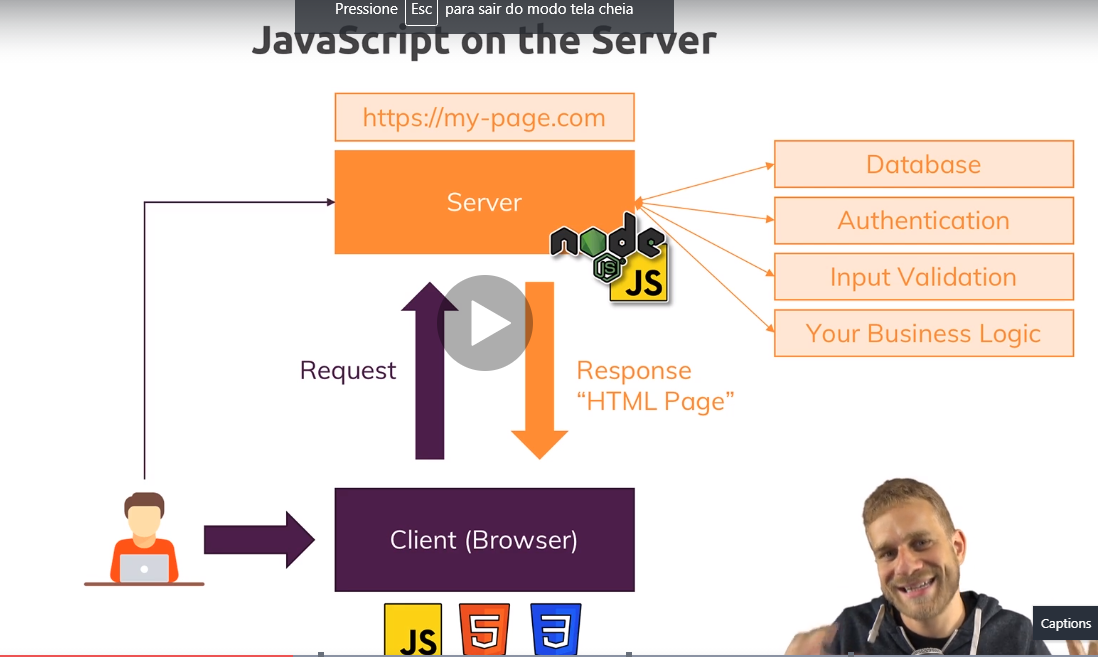 Pressione Esc para sair do modo tela cheia
JavaScript on the Server
https://my-page.com
Server
node
JS
JS
Database
Authentication
Input Validation
Your Business Logic
Request
Response
“HTML Page”
Client (Browser)
JS
5
3
Captions